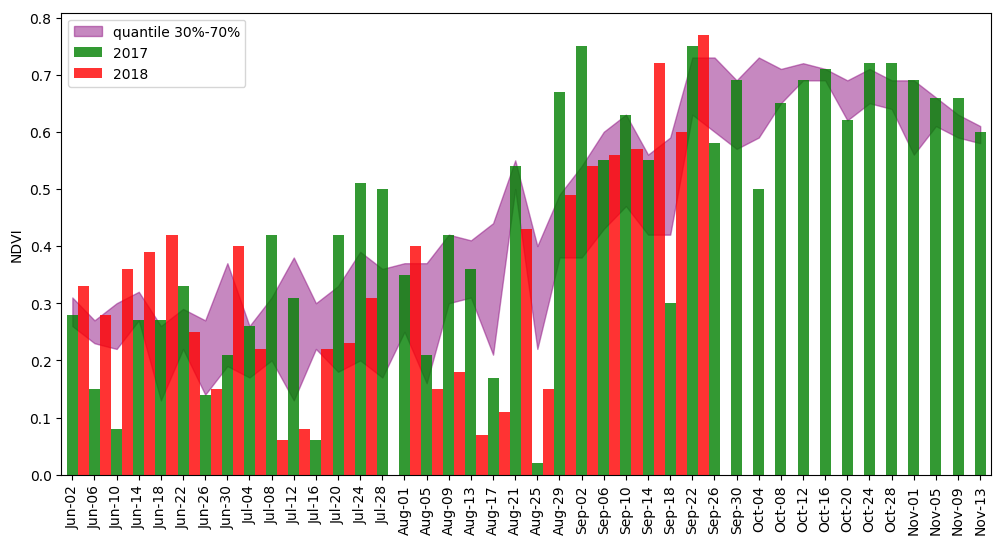 quantile 30%-70%
2017
2018
NDVI
0.8
0.7
0.6
0.5
0.4
0.3
0.2
0.1
0.0
Jun-02
Jun-06
Jun-10
Jun-14
Jun-18
Jun-22
Jun-26
Jun-30
Jul-04
Jul-08
Jul-12
Jul-16
Jul-20
Jul-24
Jul-28
Aug-01
Aug-05
Aug-09
Aug-13
Aug-17
Aug-21
Aug-25
Aug-29
Sep-02
Sep-06
Sep-10
Sep-14
Sep-18
Sep-22
Sep-26
Sep-30
Oct-04
Oct-08
Oct-12
Oct-16
Oct-20
Oct-24
Oct-28
Nov-01
Nov-05
Nov-09
Nov-13